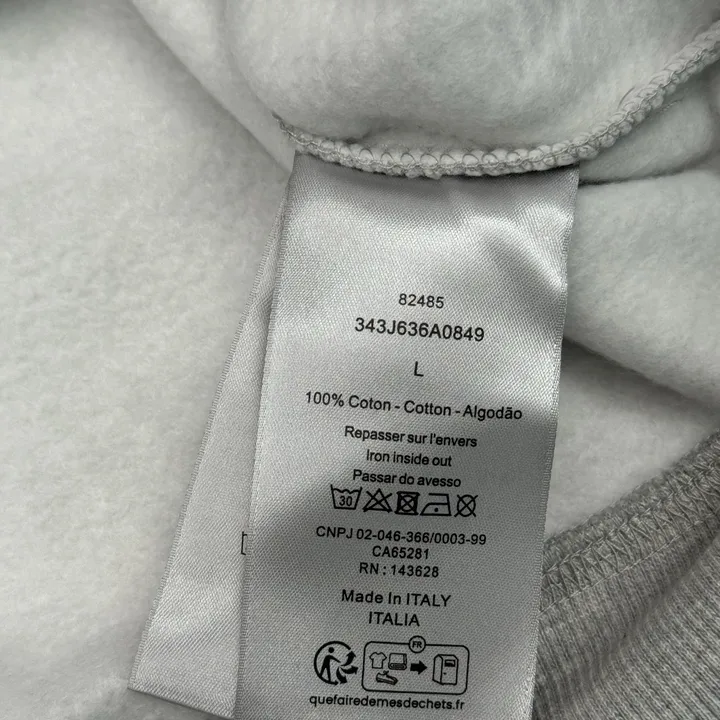 82485
343J636A0849
L
100% Coton - Cotton - Algodão
Repasser sur l'envers
Iron inside out
Passar do avesso
30
CNPJ 02-046-366/0003-99
CA65281
RN : 143628
Made In ITALY
ITALIA
FR
quefairedemesdechets.fr